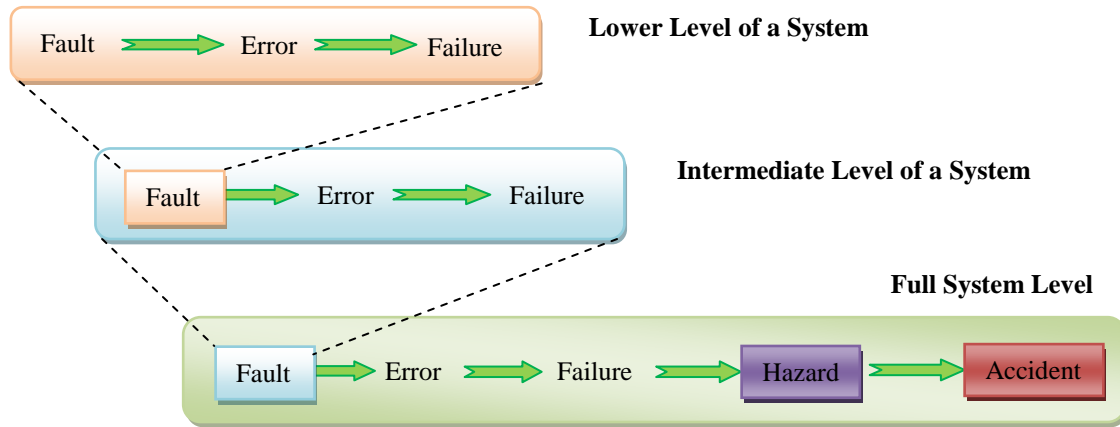 Lower Level of a System
Fault Error Failure
Intermediate Level of a System
Fault Error Failure
Full System Level
Fault Error Failure Hazard Accident